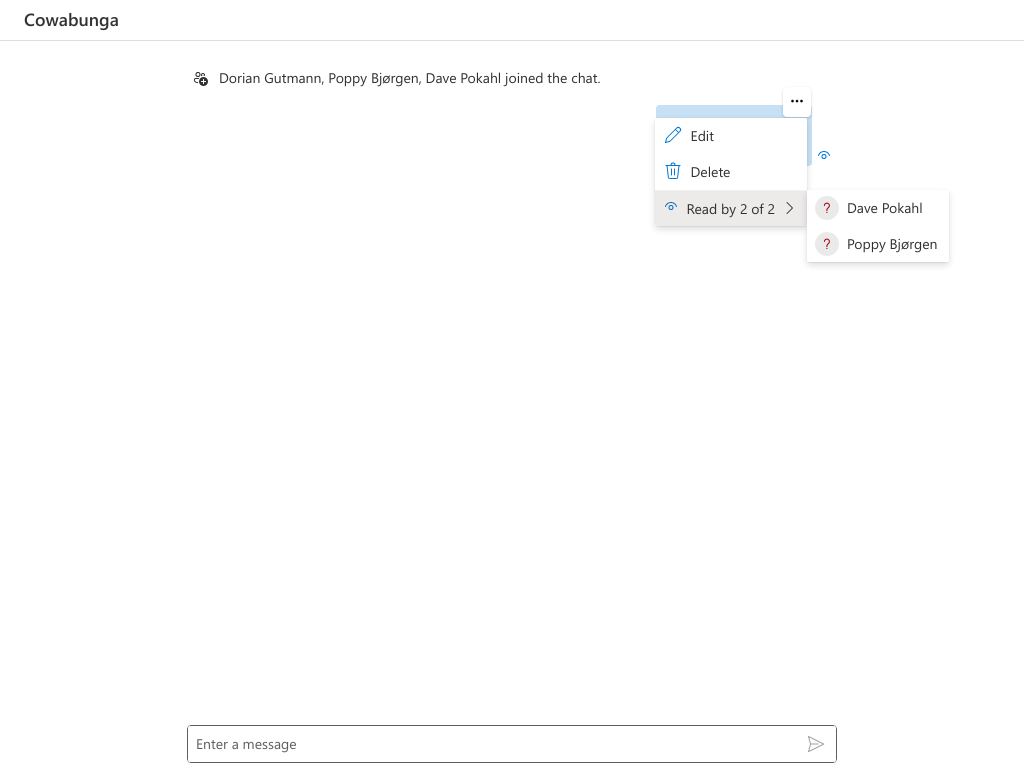 Cowabunga
Dorian Gutmann, Poppy Bjørgen, Dave Pokahl joined the chat.
Edit
Delete
Read by 2 of 2
? Dave Pokahl
? Poppy Bjørgen
Enter a message